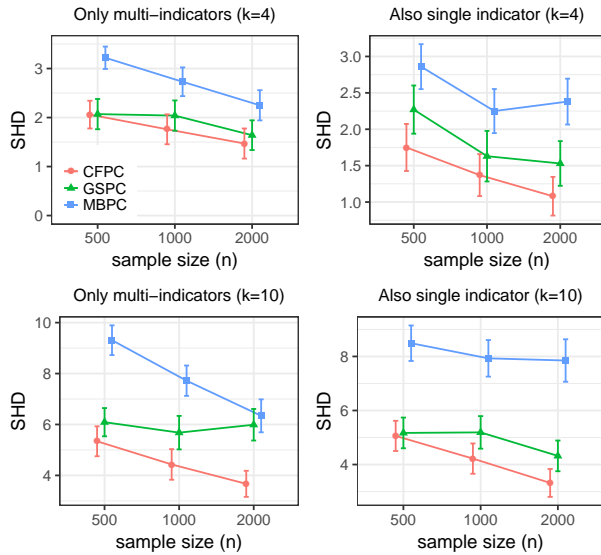 Only multi−indicators (k=4)
SHD
3
2
1
0
CFPC
GSPC
MBPC
500 1000 2000
sample size (n)
Also single indicator (k=4)
SHD
3.0
2.5
2.0
1.5
1.0
500 1000 2000
sample size (n)
Only multi−indicators (k=10)
SHD
10
8
6
4
500 1000 2000
sample size (n)
Also single indicator (k=10)
SHD
8
6
4
500 1000 2000
sample size (n)